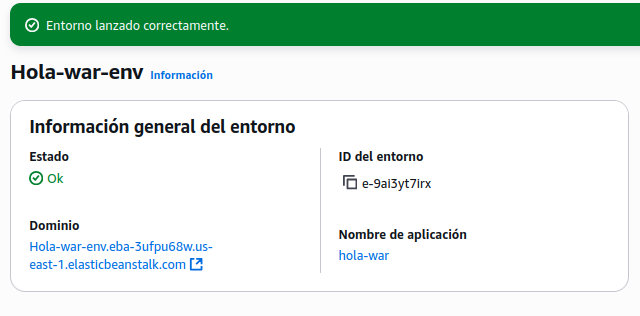 Entorno lanzado correctamente.
Hola-war-env Información
Información general del entorno
Estado
Ok
Dominio
Hola-war-env.eba-3ufpu68w.us-
east-1.elasticbeanstalk.com
ID del entorno
e-9ai3yt7irx
Nombre de aplicación
hola-war